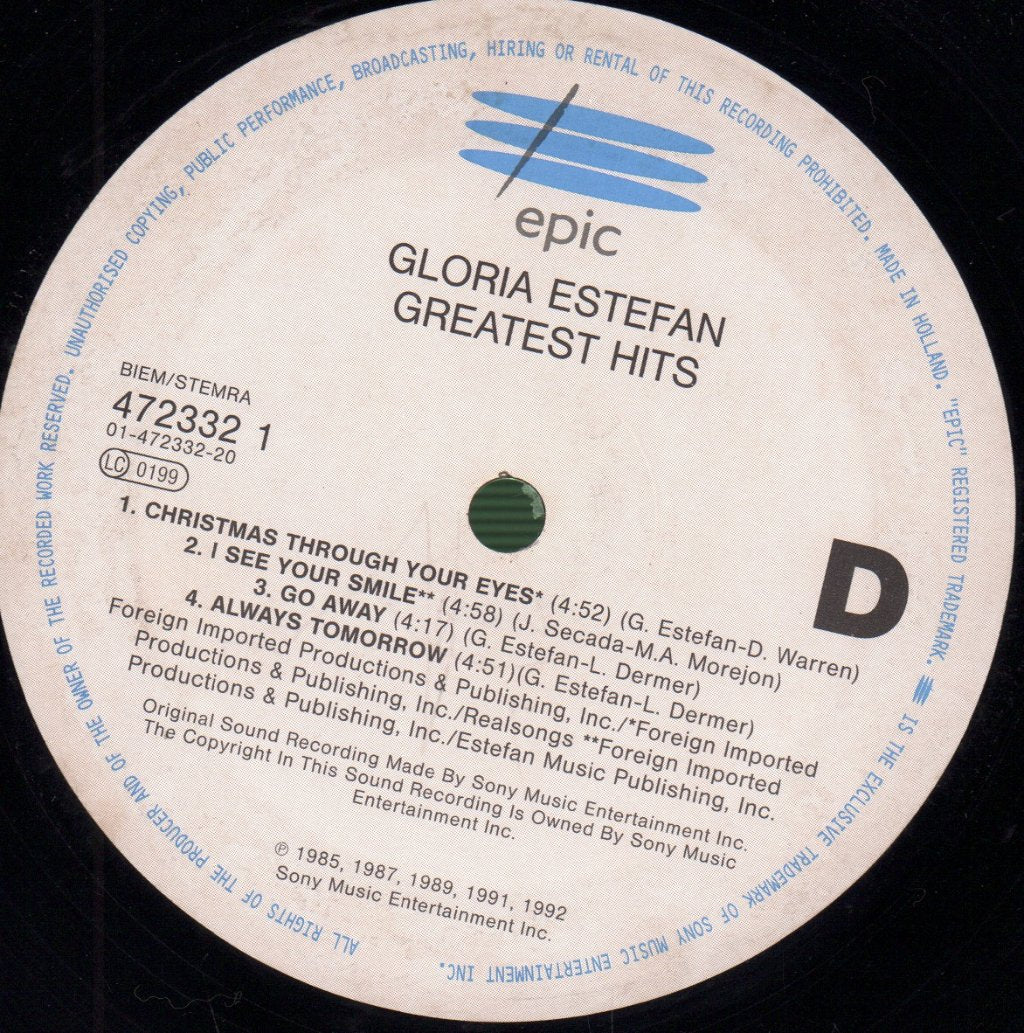 ALL RIGHTS OF THE PRODUCER AND OF THE OWNER OF THE RECORDED WORK RESERVED. UNAUTHORISED COPYING, PUBLIC PERFORMANCE, BROADCASTING, HIRING OR RENTAL OF THIS RECORDING PROHIBITED. MADE IN HOLLAND. "EPIC" REGISTERED TRADEMARK. IS THE EXCLUSIVE TRADEMARK OF SONY MUSIC ENTERTAINMENT INC.
epic
GLORIA ESTEFAN
GREATEST HITS
BIEM/STEMRA
472332 1
01-472332-20
LC 0199
D
1. CHRISTMAS THROUGH YOUR EYES* (4:52) (G. Estefan-D. Warren)
2. I SEE YOUR SMILE** (4:58) (J. Secada-M.A. Morejon)
3. GO AWAY (4:17) (G. Estefan-L. Dermer)
4. ALWAYS TOMORROW (4:51)(G. Estefan-L. Dermer)
Foreign Imported Productions & Publishing, Inc./*Foreign Imported
Productions & Publishing, Inc./Realsongs **Foreign Imported
Productions & Publishing, Inc./Estefan Music Publishing, Inc.
Original Sound Recording Made By Sony Music Entertainment Inc.
The Copyright In This Sound Recording Is Owned By Sony Music
Entertainment Inc.
℗ 1985, 1987, 1989, 1991, 1992
Sony Music Entertainment Inc.